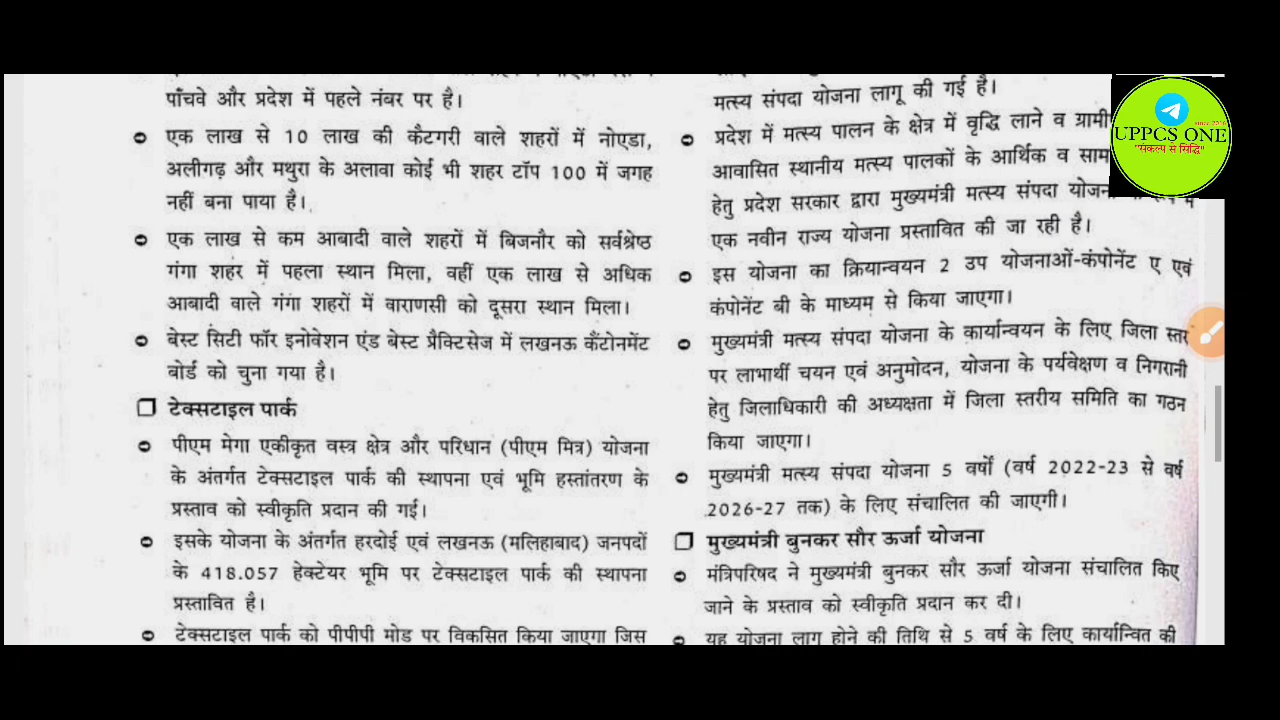 पाँचवे और प्रदेश में पहले नंबर पर है।
एक लाख से 10 लाख की कैटगरी वाले शहरों में नोएडा,
अलीगढ़ और मथुरा के अलावा कोई भी शहर टॉप 100 में जगह
नहीं बना पाया है।
एक लाख से कम आबादी वाले शहरों में बिजनौर को सर्वश्रेष्ठ
गंगा शहर में पहला स्थान मिला, वहीं एक लाख से अधिक
आबादी वाले गंगा शहरों में वाराणसी को दूसरा स्थान मिला।
बेस्ट सिटी फॉर इनोवेशन एंड बेस्ट प्रैक्टिसेज में लखनऊ कैंटोनमेंट
बोर्ड को चुना गया है।
टेक्सटाइल पार्क
पीएम मेगा एकीकृत वस्त्र क्षेत्र और परिधान (पीएम मित्र) योजना
के अंतर्गत टेक्सटाइल पार्क की स्थापना एवं भूमि हस्तांतरण के
प्रस्ताव को स्वीकृति प्रदान की गई।
इसके योजना के अंतर्गत हरदोई एवं लखनऊ (मलिहाबाद) जनपदों
के 418.057 हेक्टेयर भूमि पर टेक्सटाइल पार्क की स्थापना
प्रस्तावित है।
टेक्सटाइल पार्क को पीपीपी मोड पर विकसित किया जाएगा जिस
मत्स्य संपदा योजना लागू की गई है।
प्रदेश में मत्स्य पालन के क्षेत्र में वृद्धि लाने व
आवासित स्थानीय मत्स्य पालकों के आर्थिक व
हेतु प्रदेश सरकार द्वारा मुख्यमंत्री मत्स्य संपदा
एक नवीन राज्य योजना प्रस्तावित की जा रही है।
इस योजना का क्रियान्वयन 2 उप योजनाओं-कंपोनेंट ए एवं
कंपोनेंट बी के माध्यम से किया जाएगा।
मुख्यमंत्री मत्स्य संपदा योजना के कार्यान्वयन के लिए जिला स्तर
पर लाभार्थी चयन एवं अनुमोदन, योजना के पर्यवेक्षण व निगरानी
हेतु जिलाधिकारी की अध्यक्षता में जिला स्तरीय समिति का गठन
किया जाएगा।
मुख्यमंत्री मत्स्य संपदा योजना 5 वर्षों (वर्ष 2022-23 से वर्ष
2026-27 तक) के लिए संचालित की जाएगी।
मुख्यमंत्री बुनकर सौर ऊर्जा योजना
मंत्रिपरिषद ने मुख्यमंत्री बुनकर सौर ऊर्जा योजना संचालित किए
जाने के प्रस्ताव को स्वीकृति प्रदान कर दी।
यह योजना लागू होने की तिथि से 5 वर्ष के लिए कार्यान्वित की
UPPCS ONE
"संकल्प से सिद्धि"